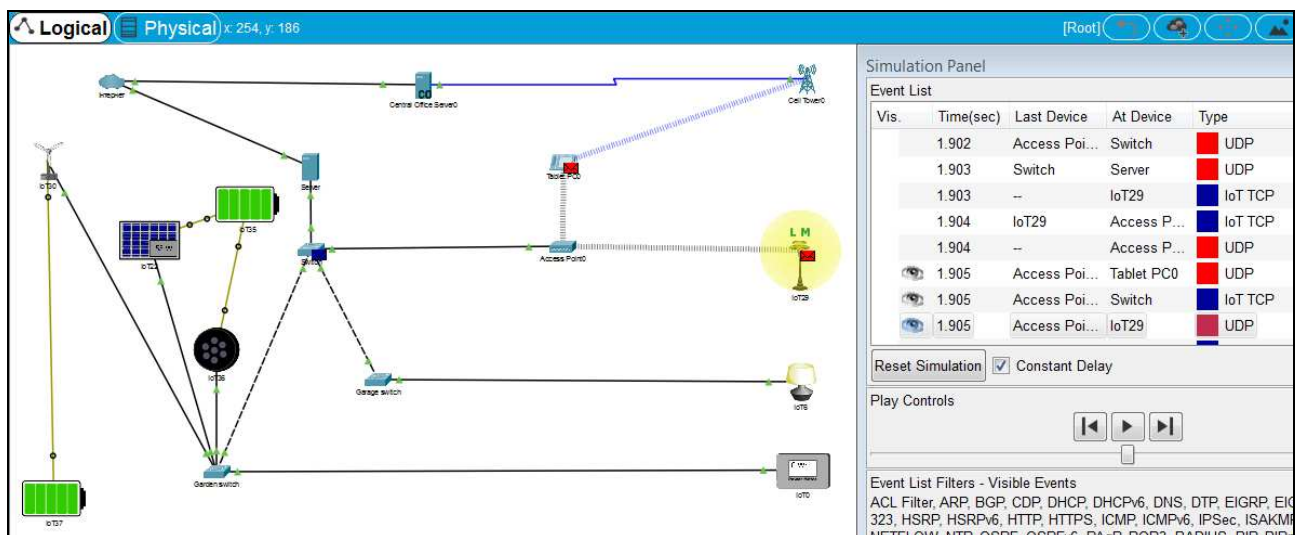 Logical
Physical
x: 254, y: 186
[Root]
Simulation Panel
Event List
Vis. Time(sec) Last Device At Device Type
1.902 Access Poi... Switch UDP
1.903 Switch Server UDP
1.903 -- IoT29 IoT TCP
1.904 IoT29 Access P... IoT TCP
1.904 -- Access P... UDP
1.905 Access Poi... Tablet PC0 UDP
1.905 Access Poi... Switch IoT TCP
1.905 Access Poi... IoT29 UDP
Reset Simulation Constant Delay
Play Controls
Event List Filters - Visible Events
ACL Filter, ARP, BGP, CDP, DHCP, DHCPv6, DNS, DTP, EIGRP, EIG
323, HSRP, HSRPv6, HTTP, HTTPS, ICMP, ICMPv6, IPSec, ISAKM
CO
Central Office Server0
Cell Tower0
IoT30
Server
Tablet PC0
IoT35
Switch
Access Point0
L M
IoT29
IoT36
Garage switch
Garden switch
IoT0
IoT37